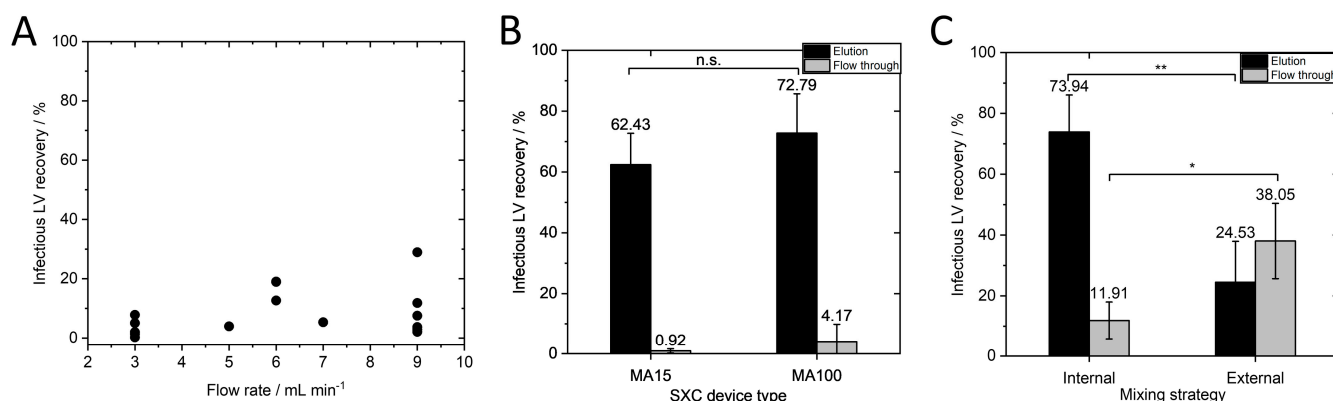 A
Infectious LV recovery / %
100
80
60
40
20
0
2 3 4 5 6 7 8 9 10
Flow rate / mL min⁻¹
B
Infectious LV recovery / %
100
80
60
40
20
0
Elution
Flow through
n.s.
62.43
72.79
0.92
4.17
MA15 MA100
SXC device type
C
Infectious LV recovery / %
100
80
60
40
20
0
Elution
Flow through
**
73.94
*
38.05
24.53
11.91
Internal External
Mixing strategy